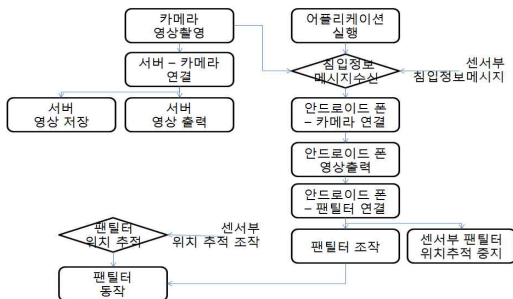 카메라
영상촬영
어플리케이션
실행
서버 – 카메라
연결
침입정보
메시지수신
센서부
침입정보메시지
서버
영상 저장
서버
영상 출력
안드로이드 폰
– 카메라 연결
안드로이드 폰
영상출력
안드로이드 폰
– 팬틸터 연결
팬틸터
위치 추적
센서부
위치 추적 조작
팬틸터 조작
센서부 팬틸터
위치추적 중지
팬틸터
동작